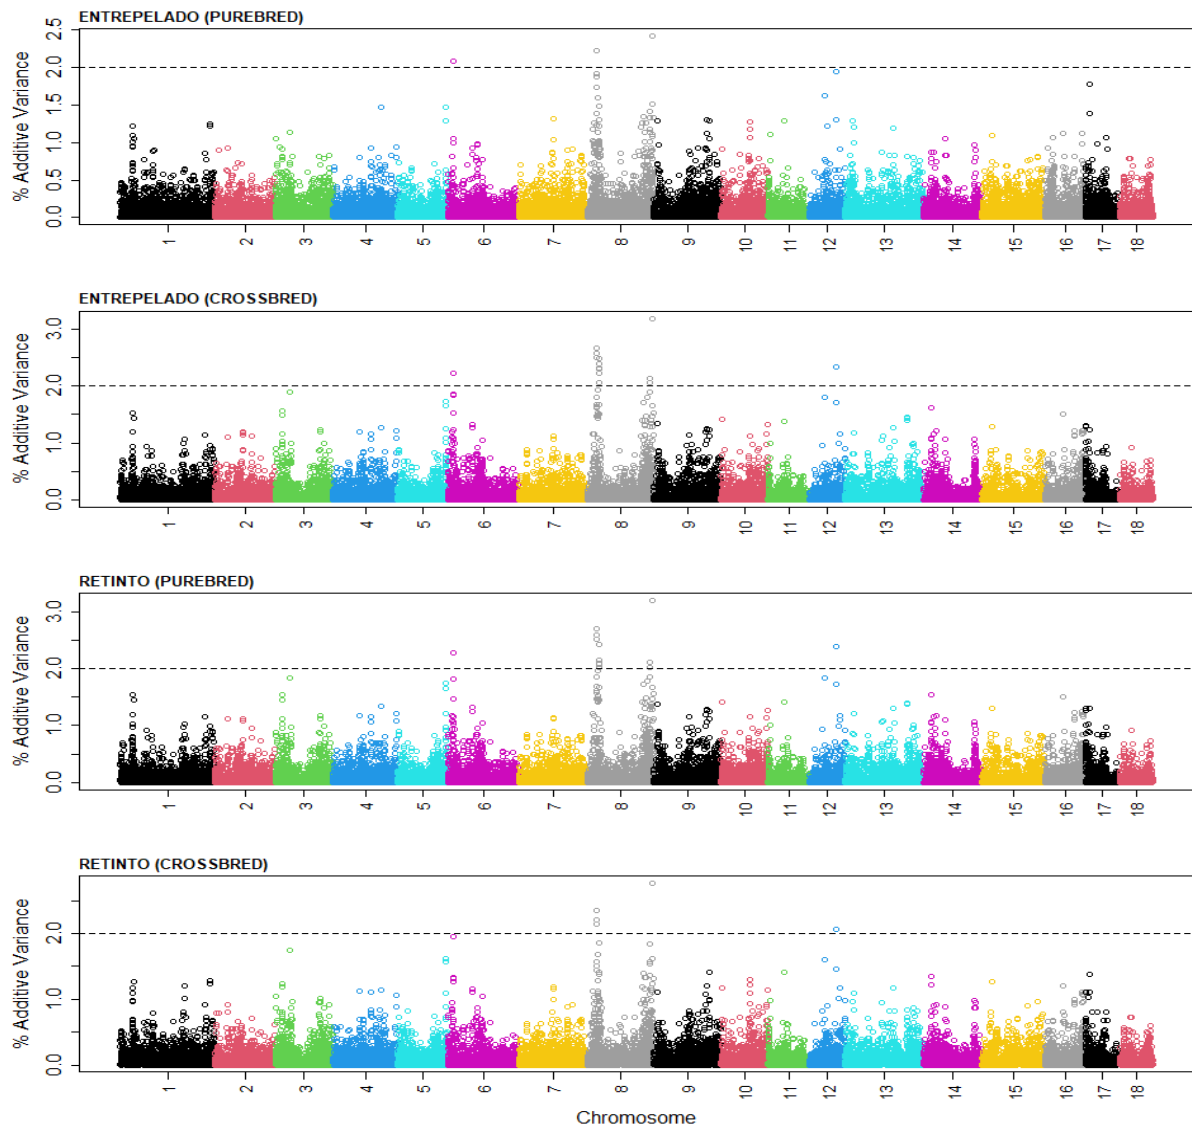 ENTREPELADO (PUREBRED)
% Additive Variance
0.0 0.5 1.0 1.5 2.0 2.5
1 2 3 4 5 6 7 8 9 10 11 12 13 14 15 16 17 18
ENTREPELADO (CROSSBRED)
% Additive Variance
0.0 1.0 2.0 3.0
1 2 3 4 5 6 7 8 9 10 11 12 13 14 15 16 17 18
RETINTO (PUREBRED)
% Additive Variance
0.0 1.0 2.0 3.0
1 2 3 4 5 6 7 8 9 10 11 12 13 14 15 16 17 18
RETINTO (CROSSBRED)
% Additive Variance
0.0 1.0 2.0
1 2 3 4 5 6 7 8 9 10 11 12 13 14 15 16 17 18
Chromosome